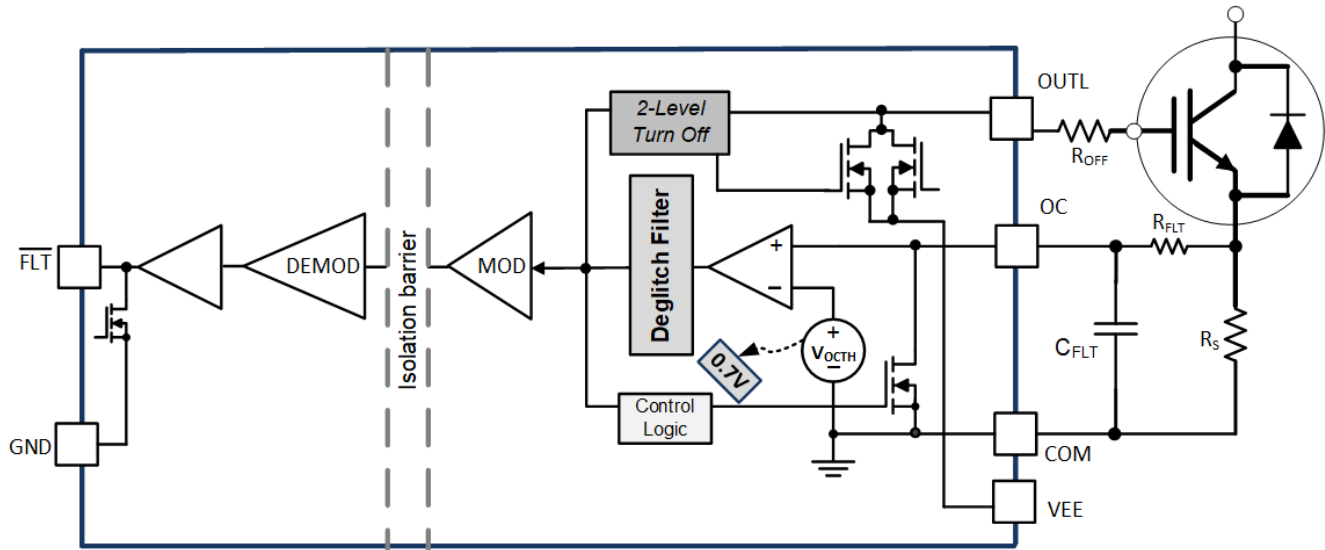 OUTL
2-Level
Turn Off
R_OFF
OC
R_FLT
FLT
DEMOD
Isolation barrier
MOD
Deglitch Filter
+
−
+
V_OCTH
−
0.7V
C_FLT
R_S
Control
Logic
GND
COM
VEE